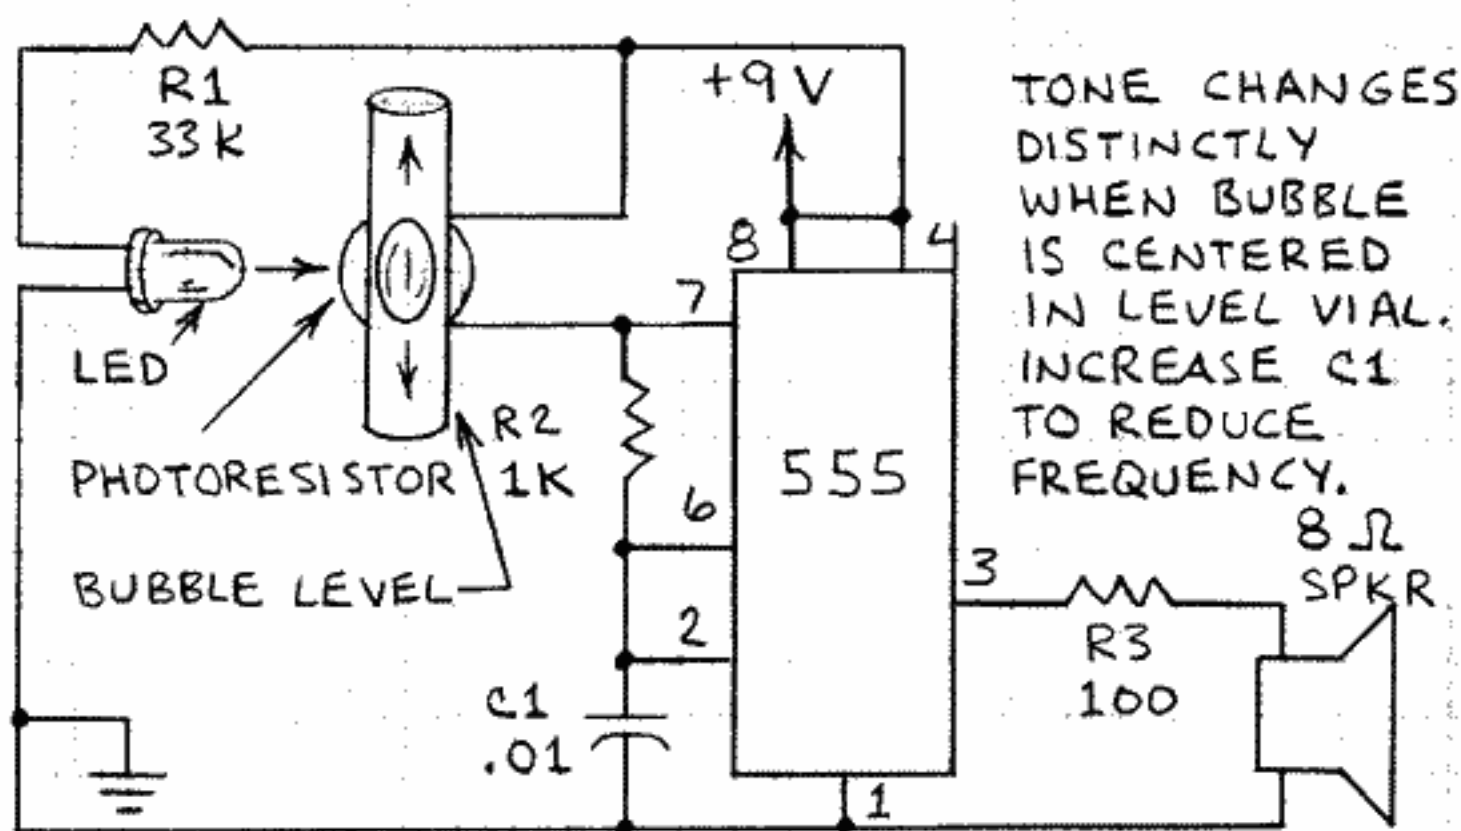 R1
33K
+9V
TONE CHANGES
DISTINCTLY
WHEN BUBBLE
IS CENTERED
IN LEVEL VIAL.
INCREASE C1
TO REDUCE
FREQUENCY.
8
4
7
LED
R2
1K
PHOTORESISTOR
555
6
BUBBLE LEVEL
3
8 Ω
SPKR
2
R3
100
C1
.01
1